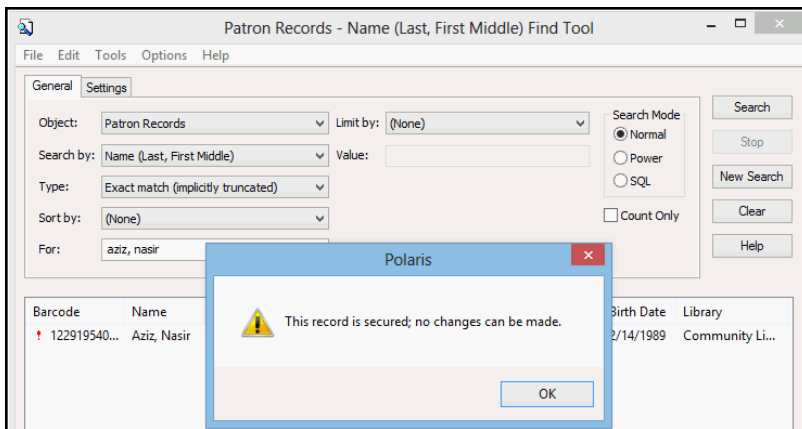 Patron Records - Name (Last, First Middle) Find Tool
File Edit Tools Options Help
General Settings
Object: Patron Records Limit by: (None) Search Mode Search
Normal Stop
Search by: Name (Last, First Middle) Value: Power
Type: Exact match (implicitly truncated) SQL New Search
Sort by: (None) Count Only Clear
For: aziz, nasir Help
Polaris
Barcode Name Birth Date Library
This record is secured; no changes can be made.
! 122919540... Aziz, Nasir 2/14/1989 Community Li...
OK